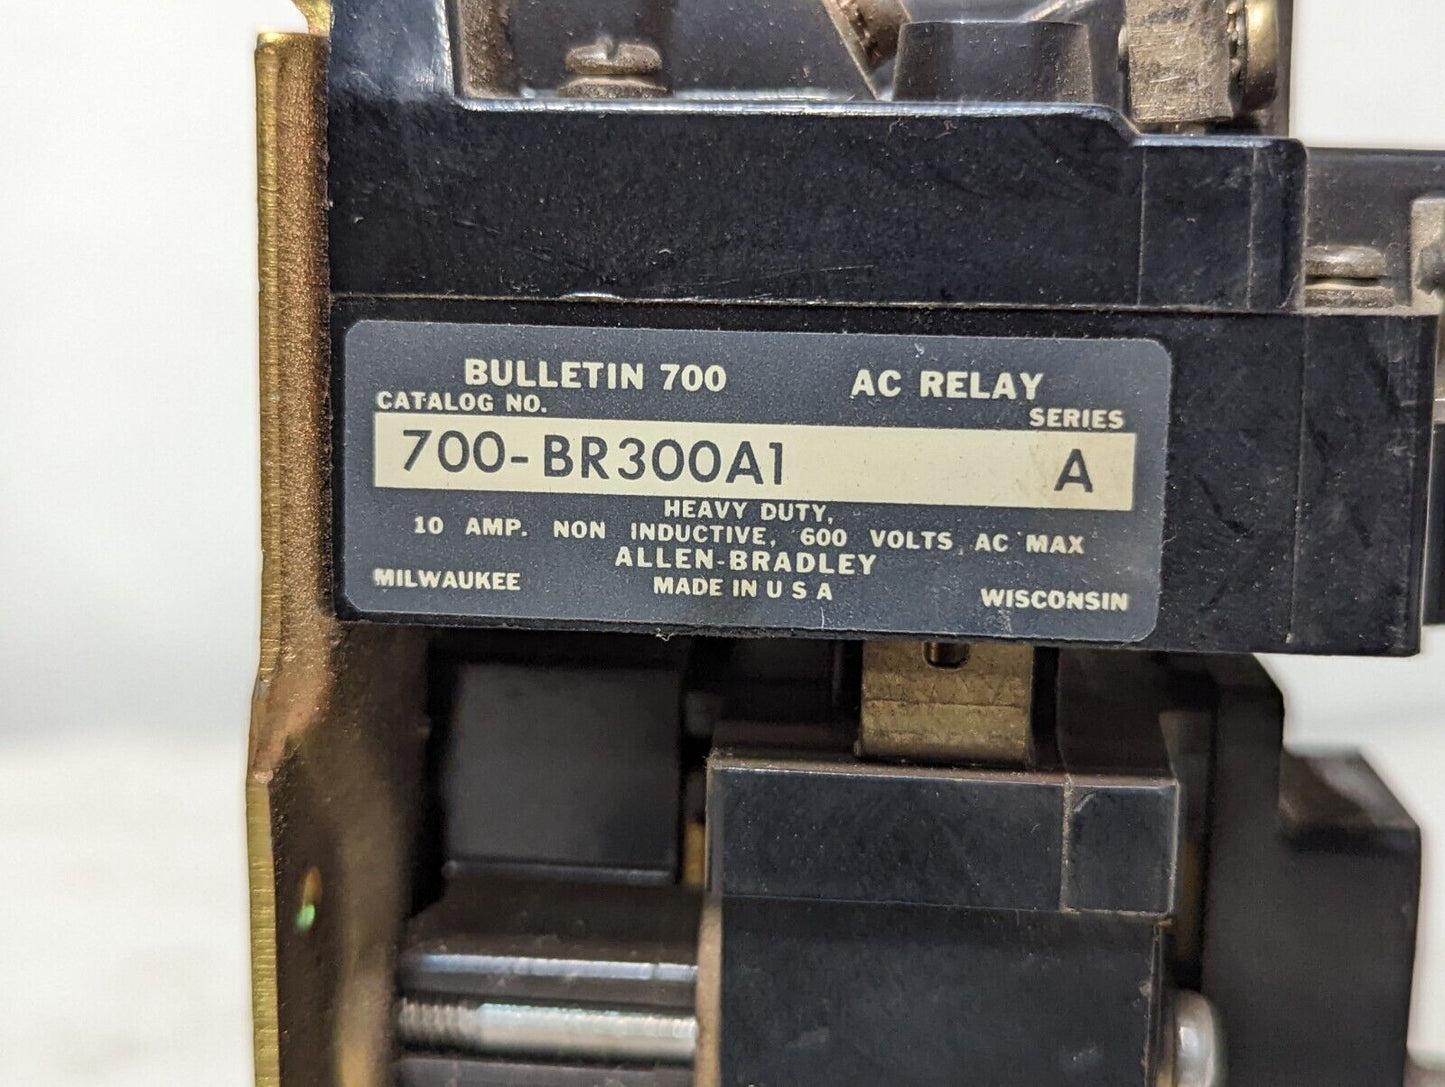 BULLETIN 700 AC RELAY
CATALOG NO. SERIES
700-BR300A1 A
HEAVY DUTY,
10 AMP. NON INDUCTIVE, 600 VOLTS AC MAX
ALLEN-BRADLEY
MILWAUKEE MADE IN U S A WISCONSIN